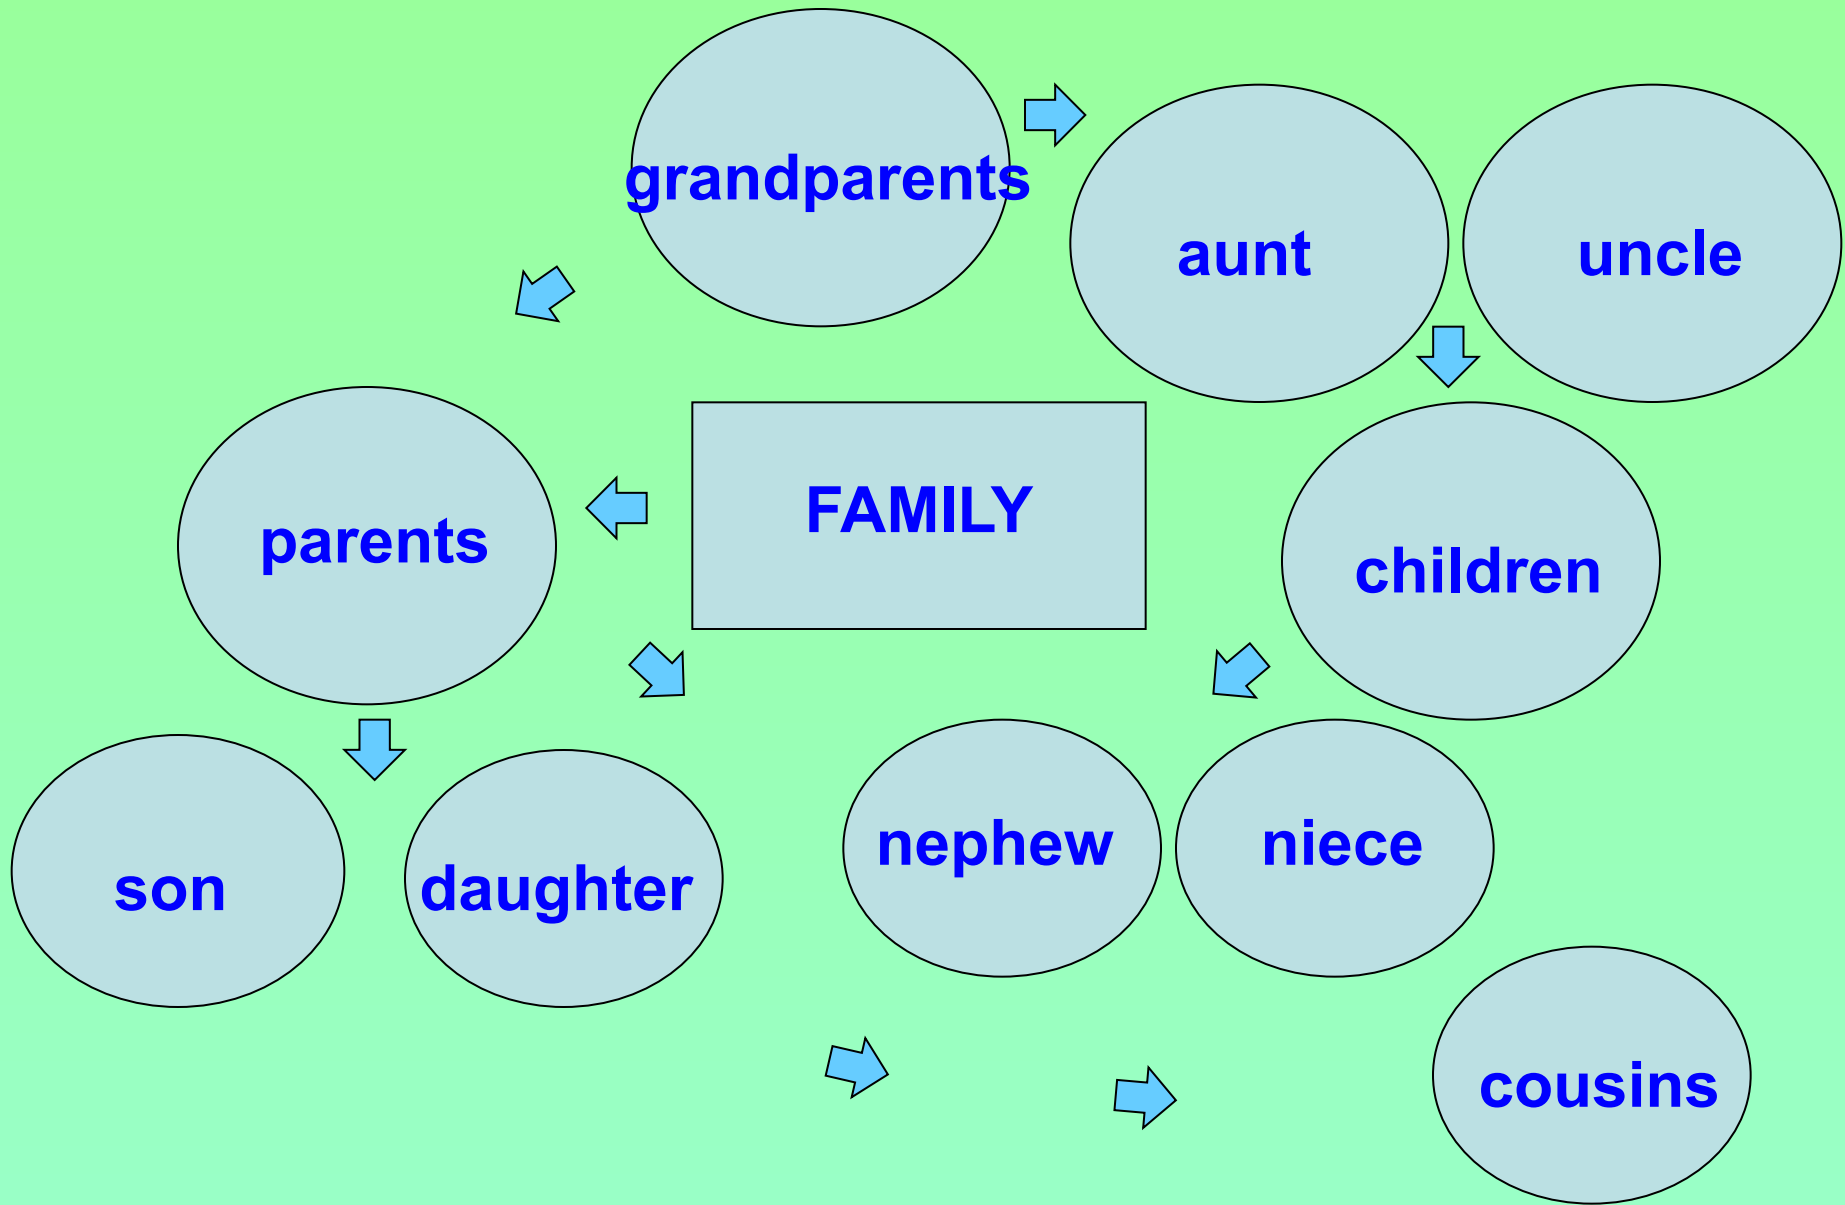 grandparents
aunt
uncle
FAMILY
parents
children
nephew
niece
son
daughter
cousins